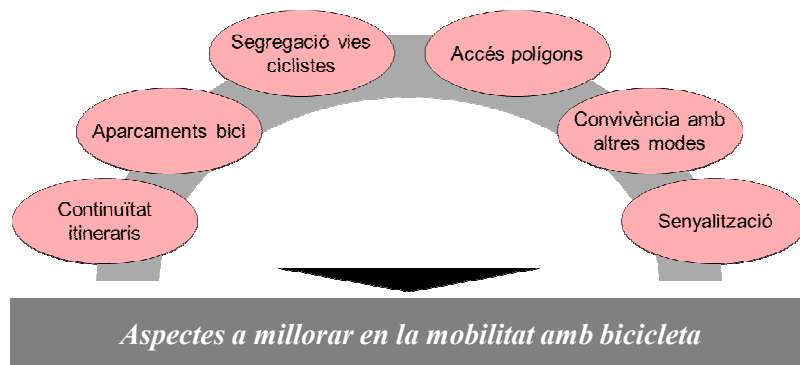 Segregació vies
ciclistes
Accés polígons
Aparcaments bici
Convivència amb
altres modes
Continuïtat
itineraris
Senyalització
Aspectes a millorar en la mobilitat amb bicicleta